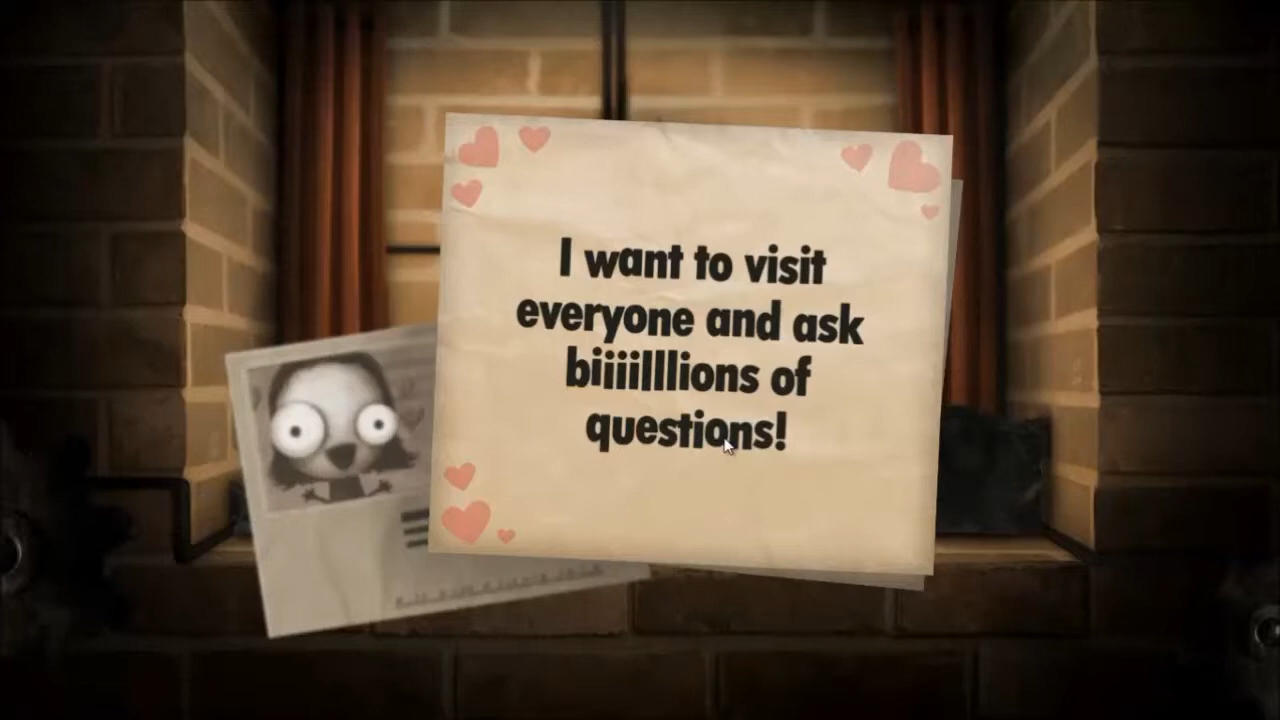 I want to visit
everyone and ask
biiiilllions of
questions!